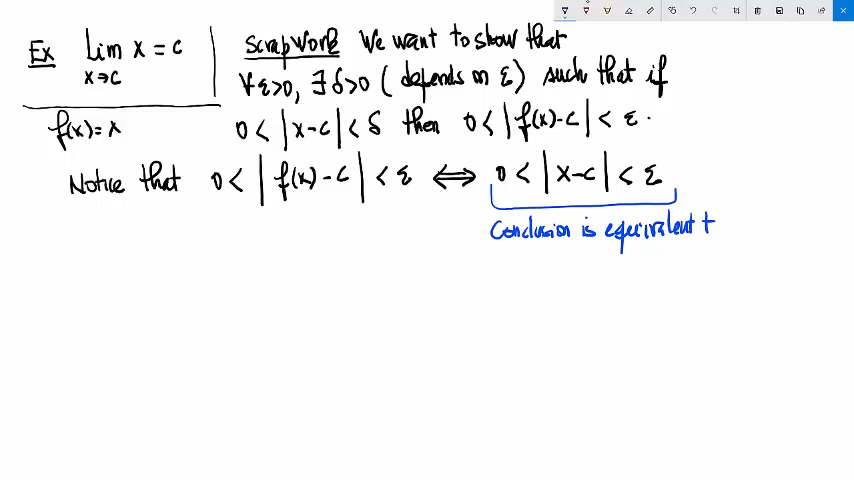 Ex lim x = c
x→c
f(x) = x
Scrapwork We want to show that
∀ε>0, ∃δ>0 (depends on ε) such that if
0 < |x-c| < δ then 0 < |f(x)-c| < ε.
Notice that 0 < |f(x)-c| < ε ⟺ 0 < |x-c| < ε
Conclusion is equivalent t